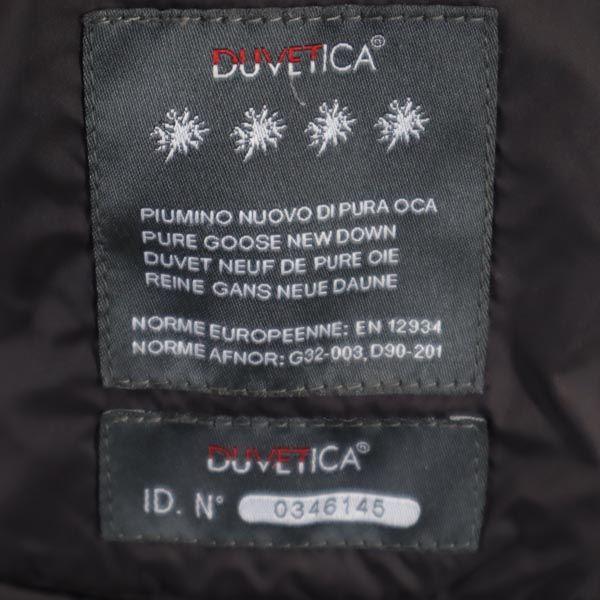 DUVETICA®
PIUMINO NUOVO DI PURA OCA
PURE GOOSE NEW DOWN
DUVET NEUF DE PURE OIE
REINE GANS NEUE DAUNE
NORME EUROPEENNE: EN 12934
NORME AFNOR: G32-003, D90-201
DUVETICA®
ID. N° 0346145